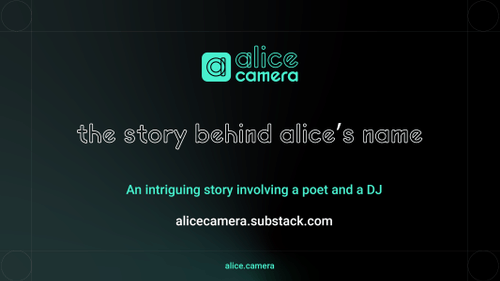 alice
camera
the story behind alice's name
An intriguing story involving a poet and a DJ
alicecamera.substack.com
alice.camera